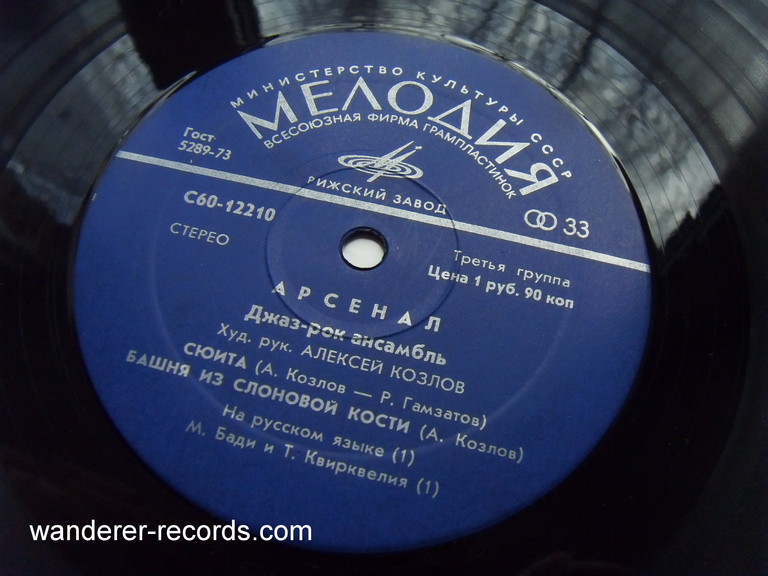 МИНИСТЕРСТВО КУЛЬТУРЫ СССР
МЕЛОДИЯ
ВСЕСОЮЗНАЯ ФИРМА ГРАМПЛАСТИНОК
Гост
5289-73
РИЖСКИЙ ЗАВОД
33
С60-12210
СТЕРЕО
Третья группа
Цена 1 руб. 90 коп
АРСЕНАЛ
Джаз-рок-ансамбль
Худ. рук. АЛЕКСЕЙ КОЗЛОВ
СЮИТА (А. Козлов — Р. Гамзатов)
БАШНЯ ИЗ СЛОНОВОЙ КОСТИ (А. Козлов)
На русском языке (1)
М. Бади и Т. Квирквелия (1)
wanderer-records.com